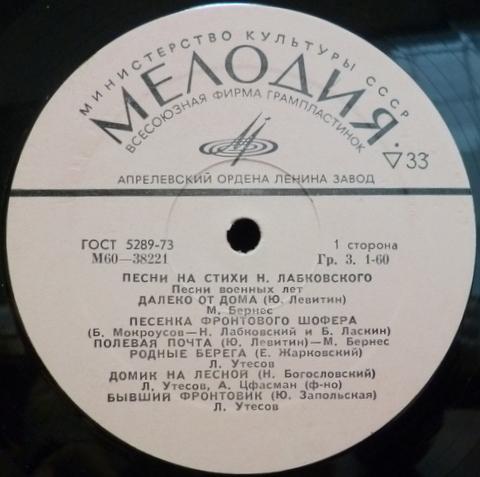 МИНИСТЕРСТВО КУЛЬТУРЫ СССР
МЕЛОДИЯ
ВСЕСОЮЗНАЯ ФИРМА ГРАМПЛАСТИНОК
33
АПРЕЛЕВСКИЙ ОРДЕНА ЛЕНИНА ЗАВОД
ГОСТ 5289-73
1 сторона
М60—38221
Гр. 3. 1-60
ПЕСНИ НА СТИХИ Н. ЛАБКОВСКОГО
Песни военных лет
ДАЛЕКО ОТ ДОМА (Ю. Левитин)
М. Бернес
ПЕСЕНКА ФРОНТОВОГО ШОФЕРА
(Б. Мокроусов—Н. Лабковский и Б. Ласкин)
ПОЛЕВАЯ ПОЧТА (Ю. Левитин)—М. Бернес
РОДНЫЕ БЕРЕГА (Е. Жарковский)
Л. Утесов
ДОМИК НА ЛЕСНОЙ (Н. Богословский)
Л. Утесов, А. Цфасман (ф-но)
БЫВШИЙ ФРОНТОВИК (Ю. Запольская)
Л. Утесов